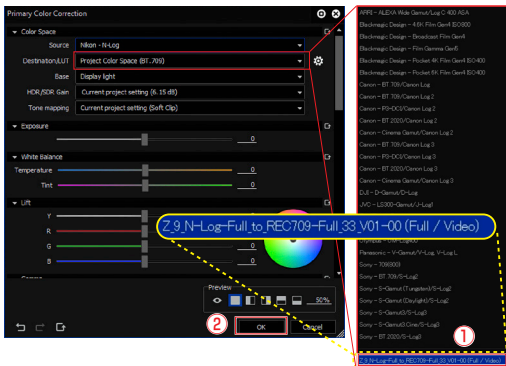 Primary Color Correction
Color Space
Source
Nikon - N-Log
Destination/LUT
Project Color Space (BT.709)
Base
Display light
HDR/SDR Gain
Current project setting (6.15 dB)
Tone mapping
Current project setting (Soft Clip)
Exposure
0
White Balance
Temperature
0
Tint
0
Lift
Y
R
G
B
0
Preview
50%
②
OK
Cancel
ARRI - ALEXA Wide Gamut/Log C 400 ASA
Blackmagic Design - 4.6K Film Gen4 ISO800
Blackmagic Design - Broadcast Film Gen4
Blackmagic Design - Film Gamma Gen5
Blackmagic Design - Pocket 4K Film Gen4 ISO400
Blackmagic Design - Pocket 6K Film Gen4 ISO400
Canon - BT.709/Canon Log
Canon - BT.709/Canon Log 2
Canon - P3-DCI/Canon Log 2
Canon - BT.2020/Canon Log 2
Canon - Cinema Gamut/Canon Log 2
Canon - BT.709/Canon Log 3
Canon - P3-DCI/Canon Log 3
Canon - BT.2020/Canon Log 3
Canon - Cinema Gamut/Canon Log 3
DJI - D-Gamut/D-Log
JVC - LS300-Gamut/J-Log1
Z_9_N-Log-Full_to_REC709-Full_33_V01-00 (Full / Video)
Panasonic - V-Gamut/V-Log, V-Log L
Sony - BT.709/S-Log2
Sony - S-Gamut (Tungsten)/S-Log2
Sony - S-Gamut (Daylight)/S-Log2
Sony - S-Gamut3/S-Log3
Sony - S-Gamut3.Cine/S-Log3
Sony - BT.2020/S-Log3
①
Z_9_N-Log-Full_to_REC709-Full_33_V01-00 (Full / Video)